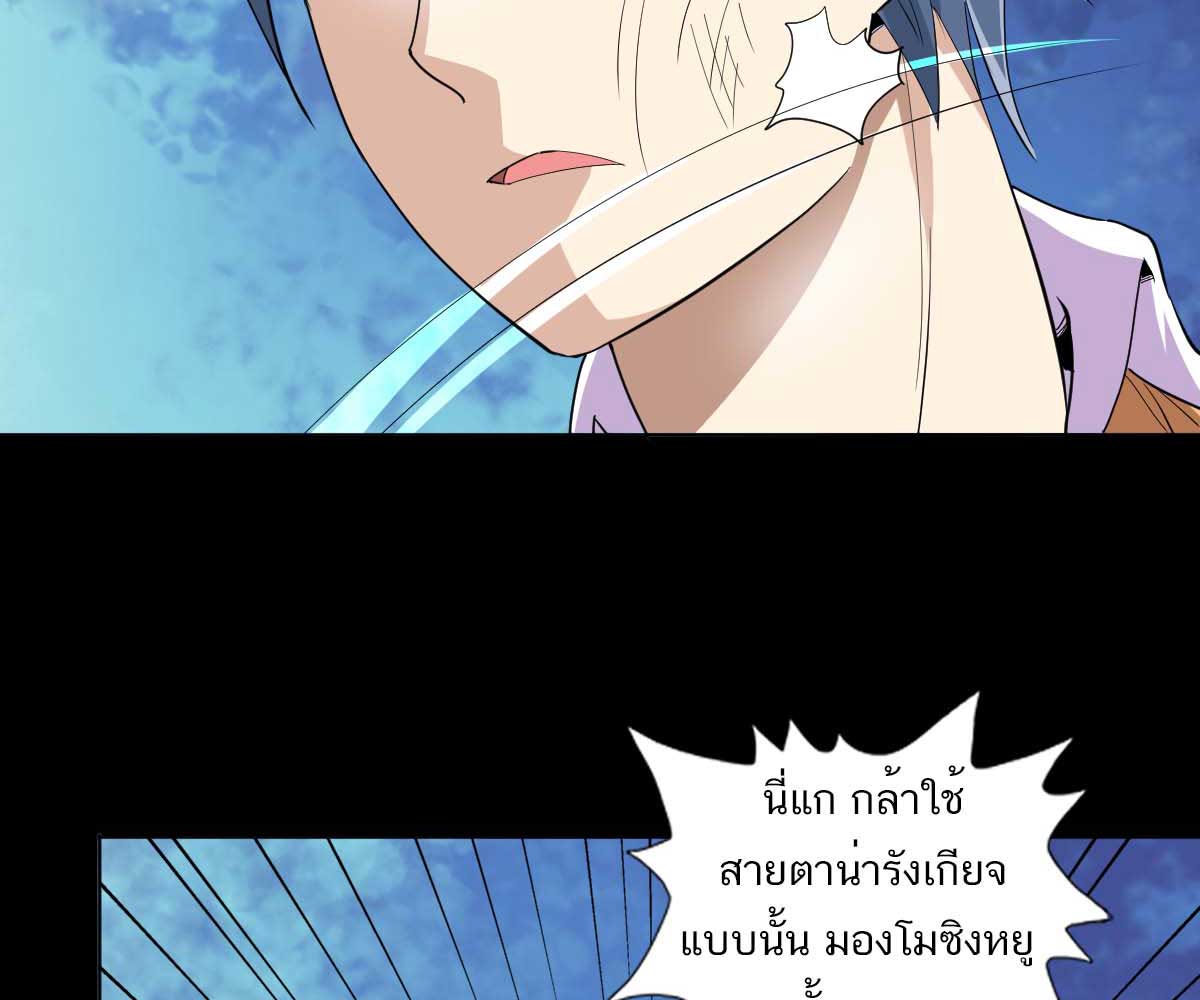 นี่แก กล้าใช้
สายตาน่ารังเกียจ
แบบนั้น มองโมซิงหยู